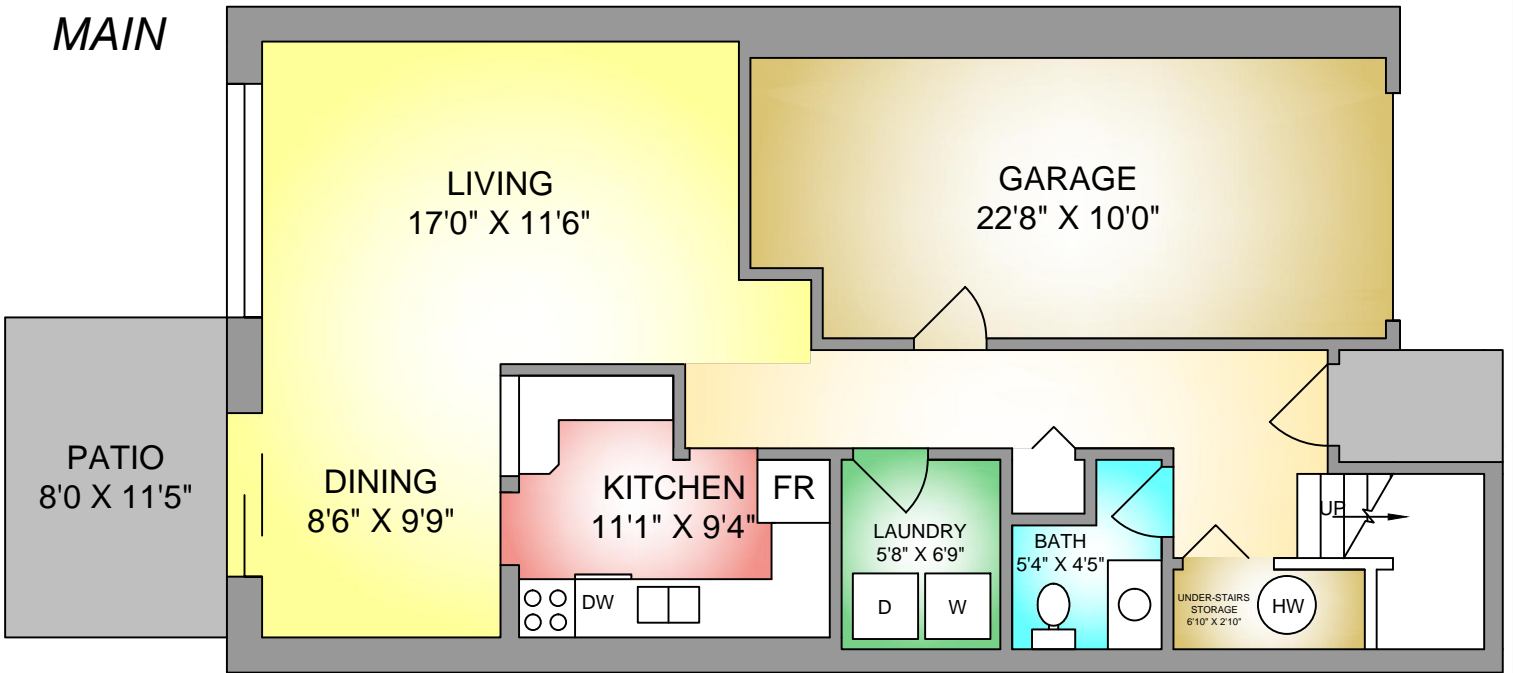 MAIN
LIVING
17'0" X 11'6"
GARAGE
22'8" X 10'0"
PATIO
8'0 X 11'5"
DINING
8'6" X 9'9"
KITCHEN
11'1" X 9'4"
FR
DW
LAUNDRY
5'8" X 6'9"
D
W
BATH
5'4" X 4'5"
UP
UNDER-STAIRS
STORAGE
6'10" X 2'10"
HW